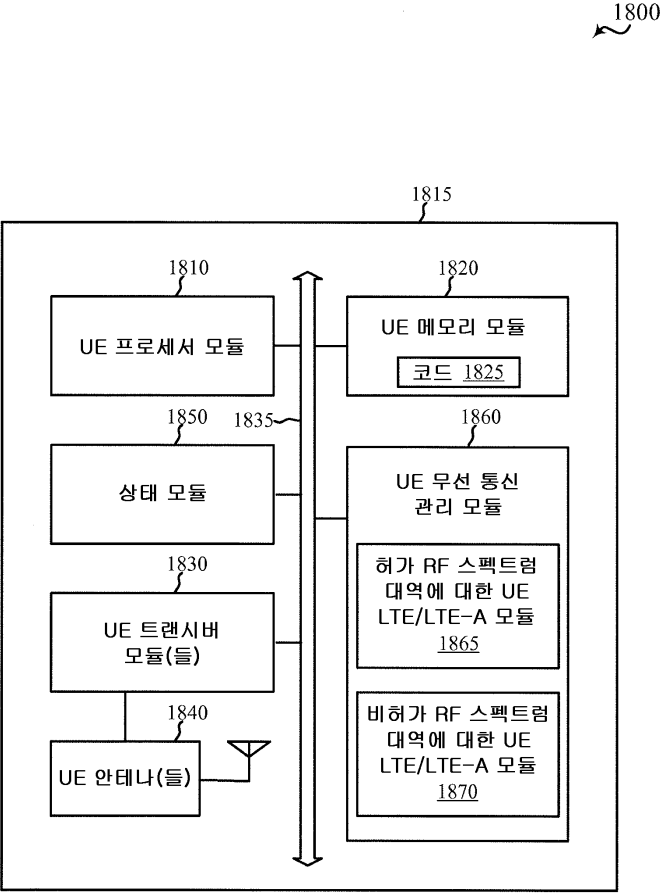 1800
1815
1810
UE 프로세서 모듈
1820
UE 메모리 모듈
코드 1825
1835
1850
상태 모듈
1860
UE 무선 통신
관리 모듈
허가 RF 스펙트럼
대역에 대한 UE
LTE/LTE-A 모듈
1865
비허가 RF 스펙트럼
대역에 대한 UE
LTE/LTE-A 모듈
1870
1830
UE 트랜시버
모듈(들)
1840
UE 안테나(들)